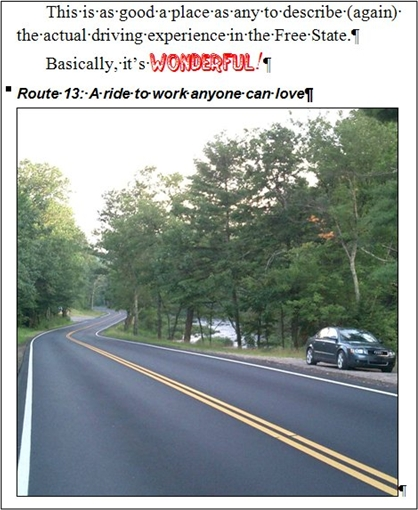 This is as good a place as any to describe (again)
the actual driving experience in the Free State.¶
Basically, it's WONDERFUL!¶
Route 13: A ride to work anyone can love¶
¶